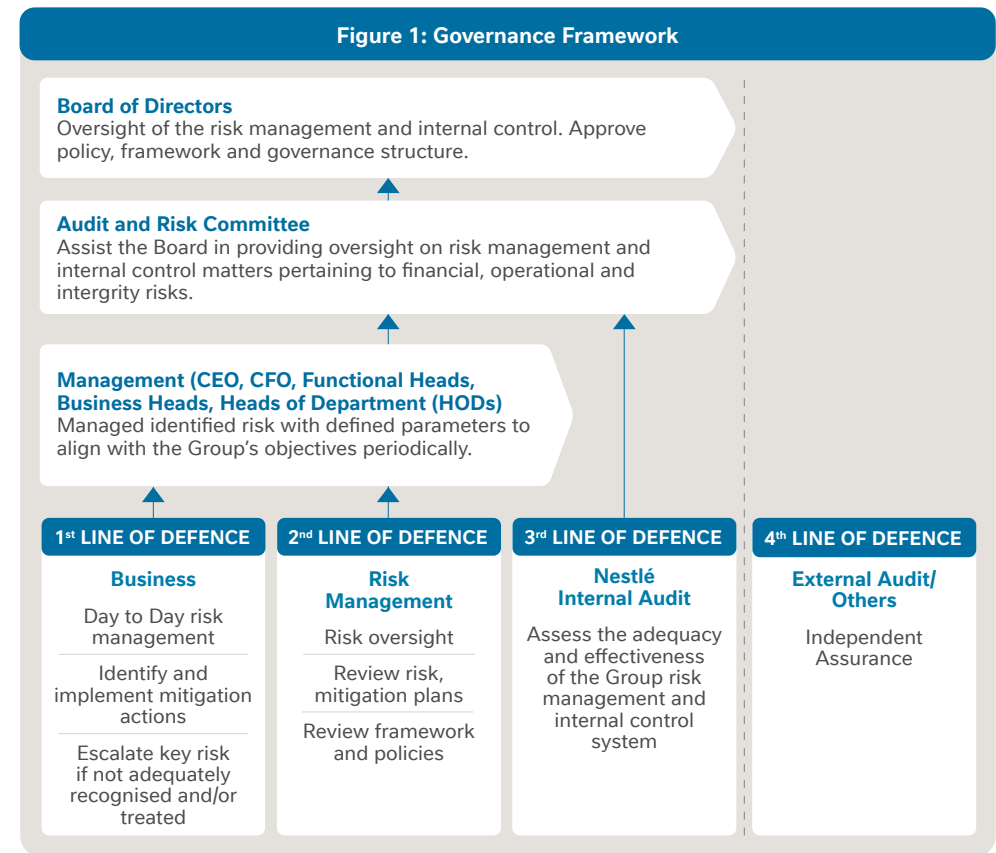 Figure 1: Governance Framework
Board of Directors
Oversight of the risk management and internal control. Approve
policy, framework and governance structure.
Audit and Risk Committee
Assist the Board in providing oversight on risk management and
internal control matters pertaining to financial, operational and
intergrity risks.
Management (CEO, CFO, Functional Heads,
Business Heads, Heads of Department (HODs)
Managed identified risk with defined parameters to
align with the Group's objectives periodically.
1st LINE OF DEFENCE
Business
Day to Day risk
management
Identify and
implement mitigation
actions
Escalate key risk
if not adequately
recognised and/or
treated
2nd LINE OF DEFENCE
Risk
Management
Risk oversight
Review risk,
mitigation plans
Review framework
and policies
3rd LINE OF DEFENCE
Nestlé
Internal Audit
Assess the adequacy
and effectiveness
of the Group risk
management and
internal control
system
4th LINE OF DEFENCE
External Audit/
Others
Independent
Assurance